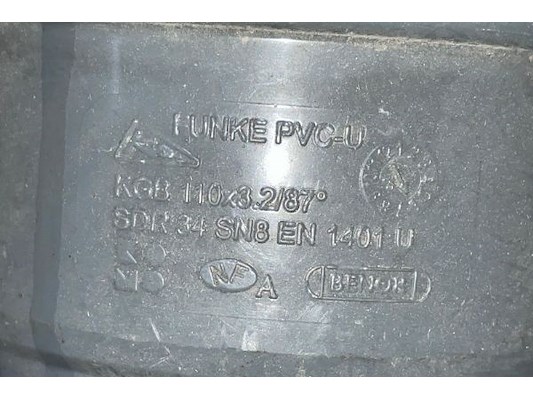 FUNKE PVC-U
KGB 110x3.2/87°
SDR 34 SN8 EN 1401 U
NF A BENOR